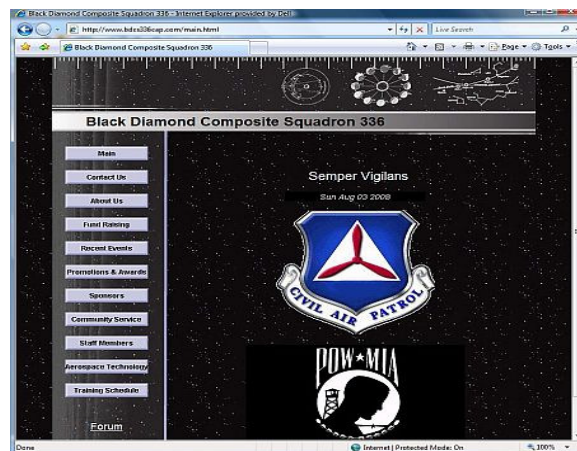 Black Diamond Composite Squadron 336 - Internet Explorer provided by Dell
http://www.bdcs336cap.com/main.html
Live Search
Black Diamond Composite Squadron 336
Page
Tools
Black Diamond Composite Squadron 336
Main
Contact Us
About Us
Fund Raising
Recent Events
Promotions & Awards
Sponsors
Community Service
Staff Members
Aerospace Technology
Training Schedule
Forum
Semper Vigilans
Sun Aug 03 2008
CIVIL AIR PATROL
POW★MIA
Done
Internet | Protected Mode: On
100%